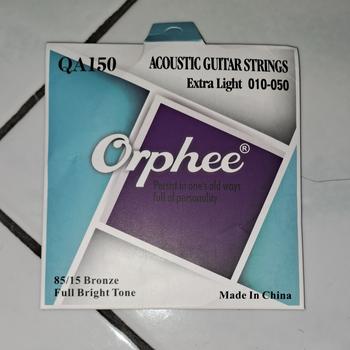 QA150
ACOUSTIC GUITAR STRINGS
Extra Light 010-050
Orphee®
Persist in one's old ways
full of personality
85/15 Bronze
Full Bright Tone
Made In China